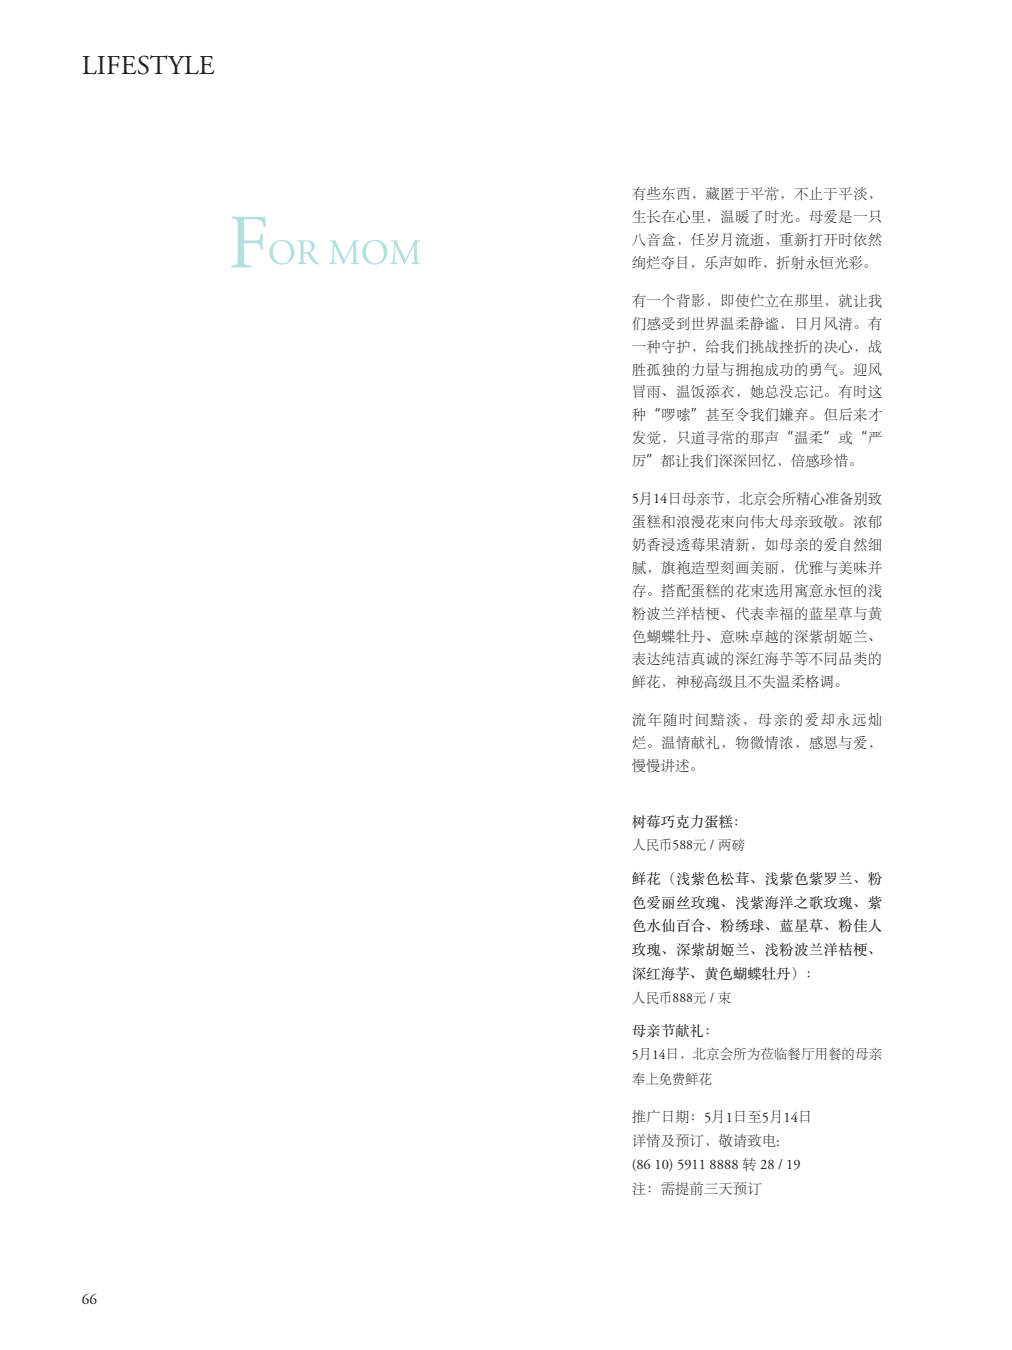 LIFESTYLE
FOR MOM
有些东西，藏匿于平常，不止于平淡，
生长在心里，温暖了时光。母爱是一只
八音盒，任岁月流逝，重新打开时依然
绚烂夺目，乐声如昨，折射永恒光彩。
有一个背影，即使伫立在那里，就让我
们感受到世界温柔静谧，日月风清。有
一种守护，给我们挑战挫折的决心，战
胜孤独的力量与拥抱成功的勇气。迎风
冒雨、温饭添衣，她总没忘记。有时这
种“啰嗦”甚至令我们嫌弃。但后来才
发觉，只道寻常的那声“温柔”或“严
厉”都让我们深深回忆，倍感珍惜。
5月14日母亲节，北京会所精心准备别致
蛋糕和浪漫花束向伟大母亲致敬。浓郁
奶香浸透莓果清新，如母亲的爱自然细
腻，旗袍造型刻画美丽，优雅与美味并
存。搭配蛋糕的花束选用寓意永恒的浅
粉波兰洋桔梗、代表幸福的蓝星草与黄
色蝴蝶牡丹、意味卓越的深紫胡姬兰、
表达纯洁真诚的深红海芋等不同品类的
鲜花，神秘高级且不失温柔格调。
流年随时间黯淡，母亲的爱却永远灿
烂。温情献礼，物微情浓，感恩与爱，
慢慢讲述。
树莓巧克力蛋糕：
人民币588元 / 两磅
鲜花（浅紫色松茸、浅紫色紫罗兰、粉
色爱丽丝玫瑰、浅紫海洋之歌玫瑰、紫
色水仙百合、粉绣球、蓝星草、粉佳人
玫瑰、深紫胡姬兰、浅粉波兰洋桔梗、
深红海芋、黄色蝴蝶牡丹）：
人民币888元 / 束
母亲节献礼：
5月14日，北京会所为莅临餐厅用餐的母亲
奉上免费鲜花
推广日期：5月1日至5月14日
详情及预订，敬请致电:
(86 10) 5911 8888 转 28 / 19
注：需提前三天预订
66